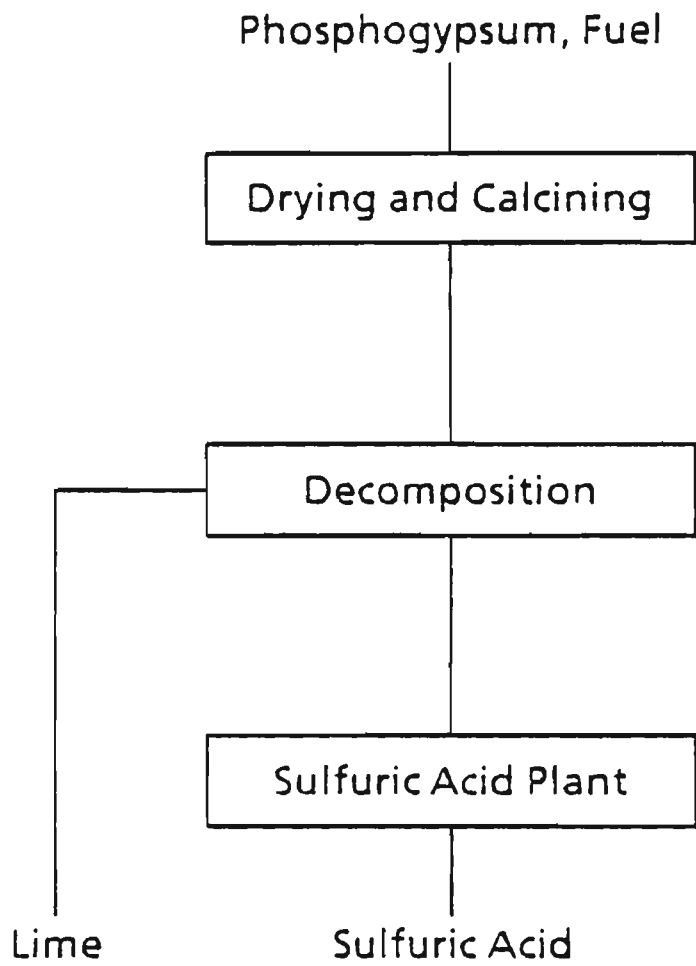 Phosphogypsum, Fuel
Drying and Calcining
Decomposition
Sulfuric Acid Plant
Lime
Sulfuric Acid